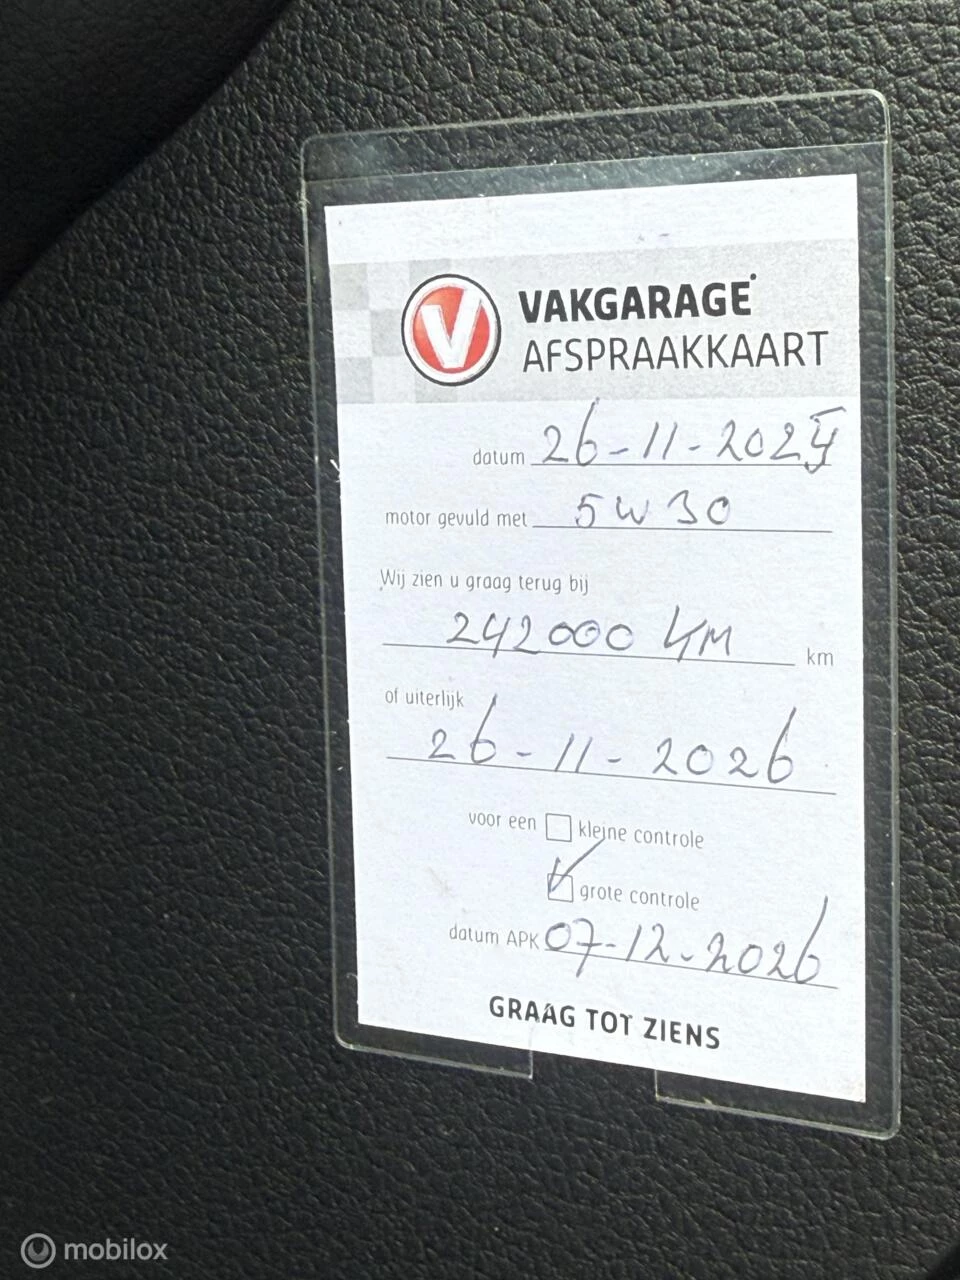 V
VAKGARAGE
AFSPRAAKKAART
datum 26-11-2025
motor gevuld met 5W30
Wij zien u graag terug bij
242000 KM km
of uiterlijk
26-11-2026
voor een kleine controle
grote controle
datum APK 07-12-2026
GRAAG TOT ZIENS
mobilox